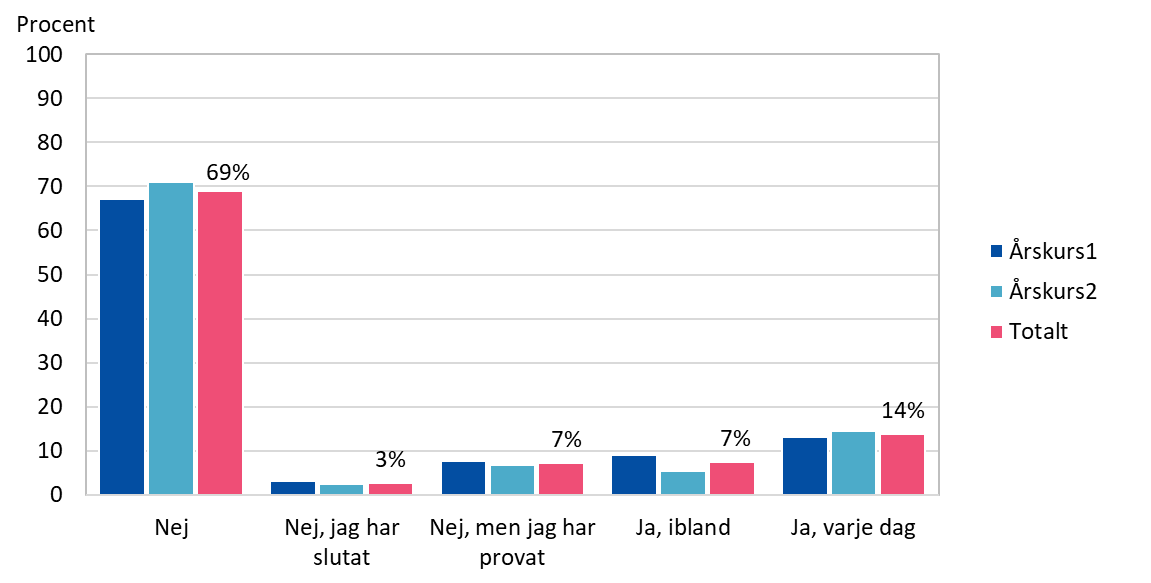 Procent
100
90
80
70
60
50
40
30
20
10
0
69%
3%
7%
7%
14%
Nej
Nej, jag har
slutat
Nej, men jag har
provat
Ja, ibland
Ja, varje dag
Årskurs1
Årskurs2
Totalt